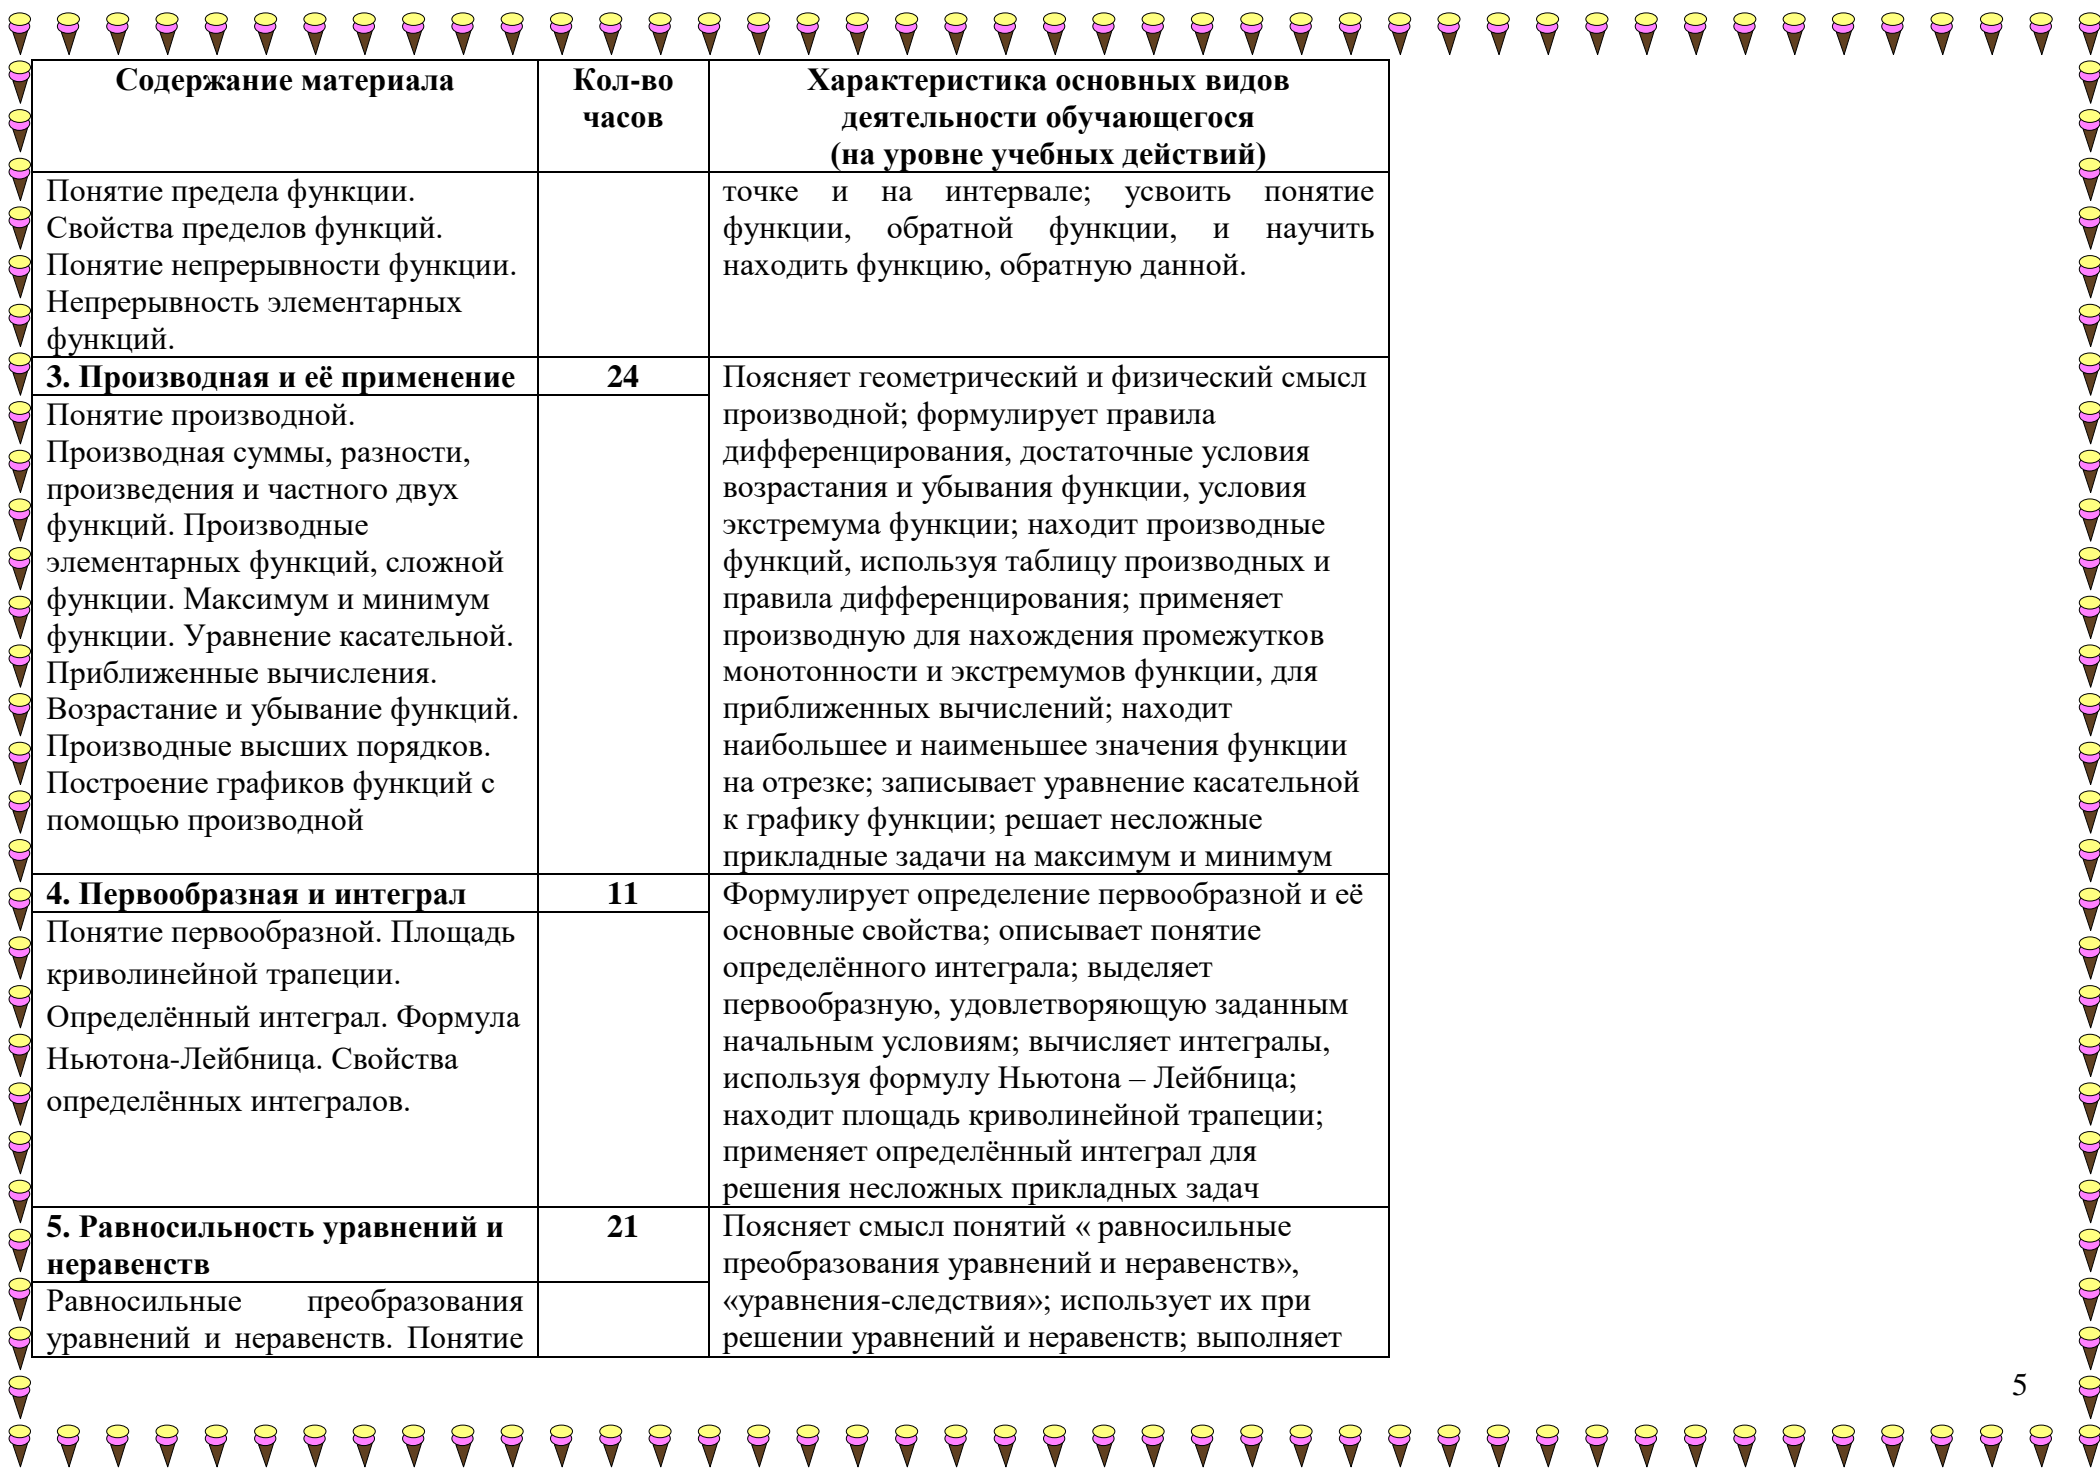 Содержание материала
Кол-во
часов
Характеристика основных видов
деятельности обучающегося
(на уровне учебных действий)
Понятие предела функции.
Свойства пределов функций.
Понятие непрерывности функции.
Непрерывность элементарных
функций.
точке и на интервале; усвоить понятие
функции, обратной функции, и научить
находить функцию, обратную данной.
3. Производная и её применение
24
Понятие производной.
Производная суммы, разности,
произведения и частного двух
функций. Производные
элементарных функций, сложной
функции. Максимум и минимум
функции. Уравнение касательной.
Приближенные вычисления.
Возрастание и убывание функций.
Производные высших порядков.
Построение графиков функций с
помощью производной
Поясняет геометрический и физический смысл
производной; формулирует правила
дифференцирования, достаточные условия
возрастания и убывания функции, условия
экстремума функции; находит производные
функций, используя таблицу производных и
правила дифференцирования; применяет
производную для нахождения промежутков
монотонности и экстремумов функции, для
приближенных вычислений; находит
наибольшее и наименьшее значения функции
на отрезке; записывает уравнение касательной
к графику функции; решает несложные
прикладные задачи на максимум и минимум
4. Первообразная и интеграл
11
Понятие первообразной. Площадь
криволинейной трапеции.
Определённый интеграл. Формула
Ньютона-Лейбница. Свойства
определённых интегралов.
Формулирует определение первообразной и её
основные свойства; описывает понятие
определённого интеграла; выделяет
первообразную, удовлетворяющую заданным
начальным условиям; вычисляет интегралы,
используя формулу Ньютона – Лейбница;
находит площадь криволинейной трапеции;
применяет определённый интеграл для
решения несложных прикладных задач
5. Равносильность уравнений и
неравенств
21
Равносильные преобразования
уравнений и неравенств. Понятие
Поясняет смысл понятий « равносильные
преобразования уравнений и неравенств»,
«уравнения-следствия»; использует их при
решении уравнений и неравенств; выполняет
5